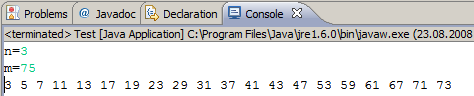 Problems @ Javadoc Declaration Console
<terminated> Test [Java Application] C:\Program Files\Java\jre1.6.0\bin\javaw.exe (23.08.2008
n=3
m=75
3 5 7 11 13 17 19 23 29 31 37 41 43 47 53 59 61 67 71 73